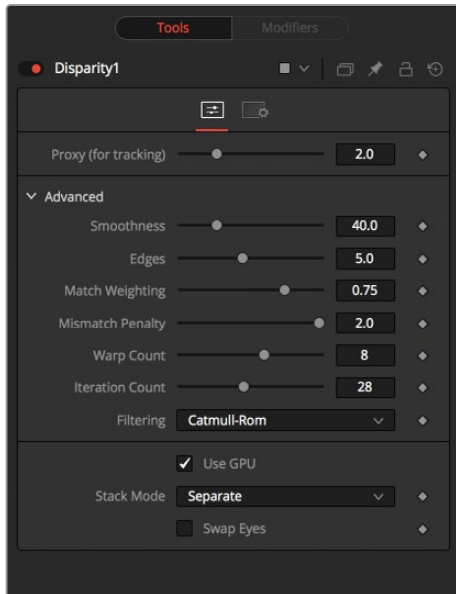 Tools Modifiers
Disparity1
Proxy (for tracking) 2.0
Advanced
Smoothness 40.0
Edges 5.0
Match Weighting 0.75
Mismatch Penalty 2.0
Warp Count 8
Iteration Count 28
Filtering Catmull-Rom
Use GPU
Stack Mode Separate
Swap Eyes